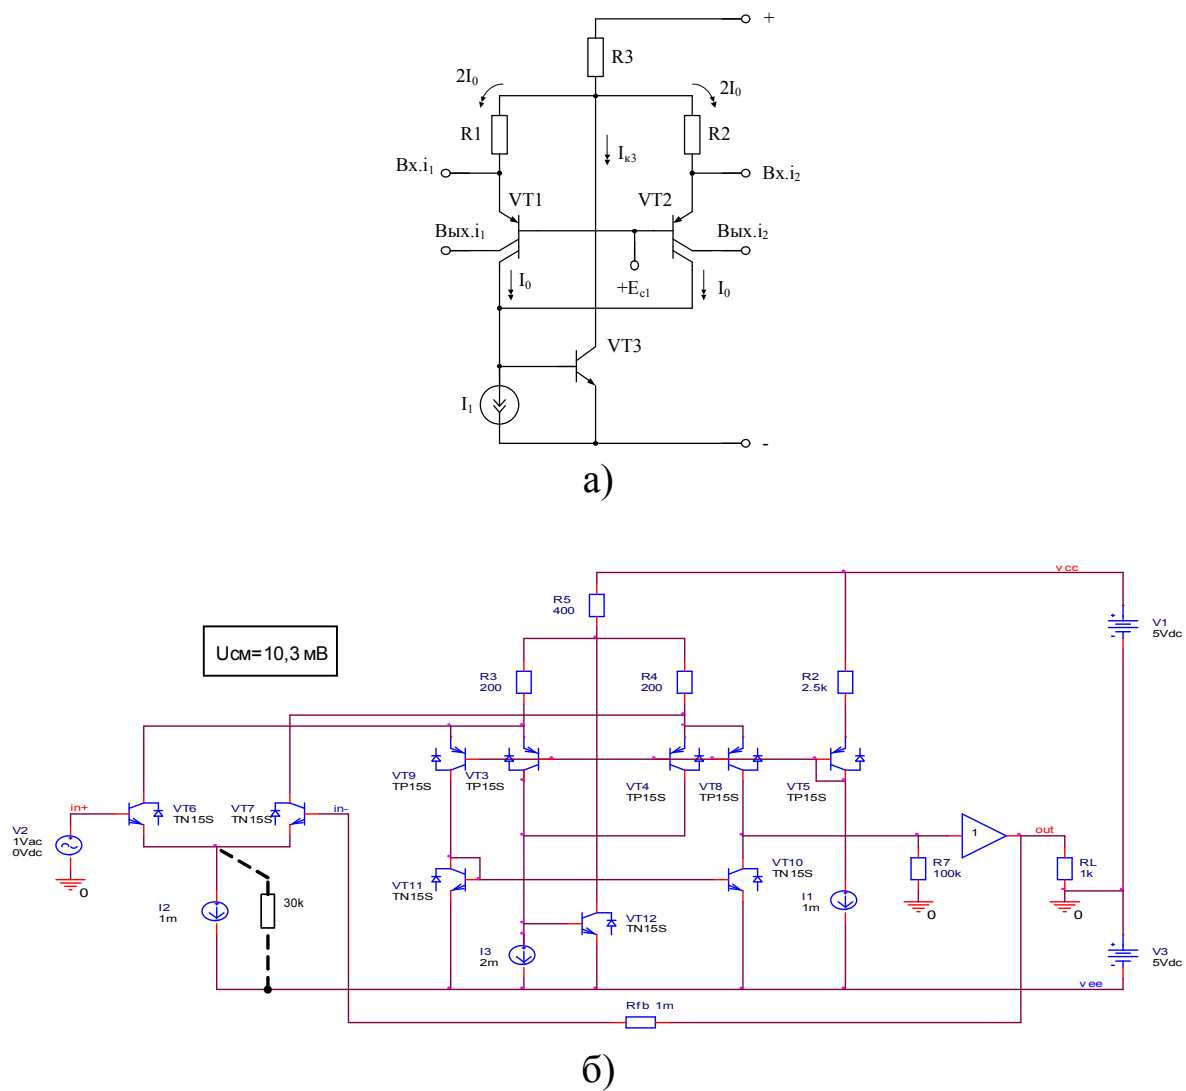 +
R3
2I₀ 2I₀
R1 R2
Iк3
Вх.i₁ Вх.i₂
VT1 VT2
Вых.i₁ Вых.i₂
I₀ +Eс1 I₀
VT3
I₁
-
а)
vcc
R5
400
V1
5Vdc
Uсм=10,3 мВ
R3
200
R4
200
R2
2.5k
VT9
TP15S
VT3
TP15S
VT4
TP15S
VT8
TP15S
VT5
TP15S
in+
VT6
TN15S
VT7
TN15S
in-
V2
1Vac
0Vdc
0
1
out
R7
100k
0
RL
1k
0
VT11
TN15S
VT10
TN15S
I2
1m
30k
I3
2m
VT12
TN15S
I1
1m
V3
5Vdc
vee
Rfb 1m
б)